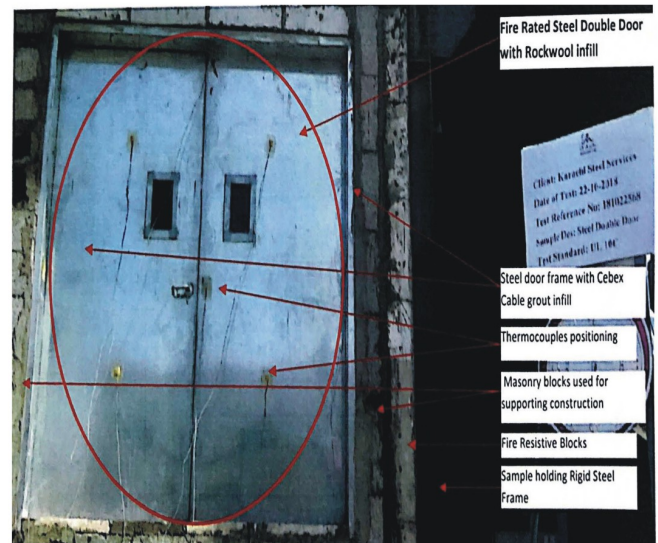 Fire Rated Steel Double Door
with Rockwool infill
Client: Karachi Steel Services
Date of Test: 22-10-2018
Test Reference No: 181022568
Sample Des: Steel Double Door
Test Standard: UL 10C
Steel door frame with Cebex
Cable grout infill
Thermocouples positioning
Masonry blocks used for
supporting construction
Fire Resistive Blocks
Sample holding Rigid Steel
Frame